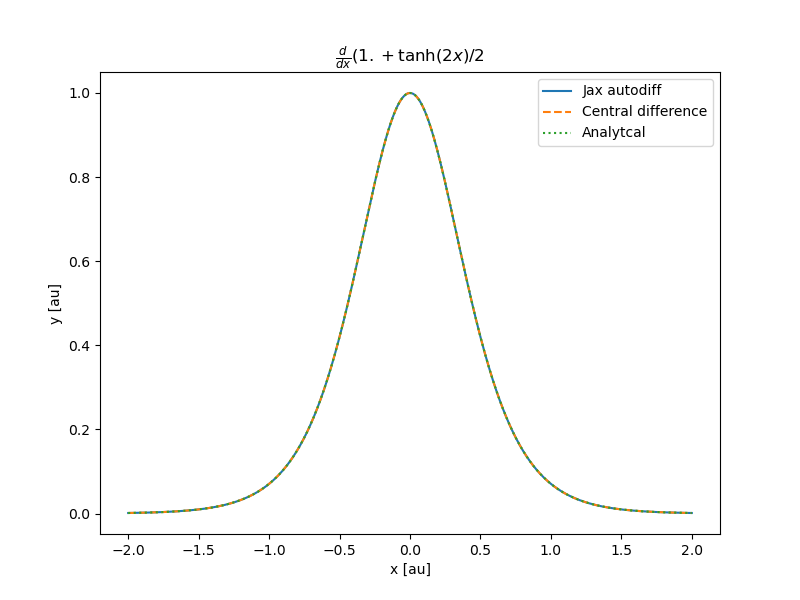 d/dx (1. + tanh(2x)/2
Jax autodiff
Central difference
Analytcal
1.0
0.8
0.6
0.4
0.2
0.0
y [au]
−2.0 −1.5 −1.0 −0.5 0.0 0.5 1.0 1.5 2.0
x [au]